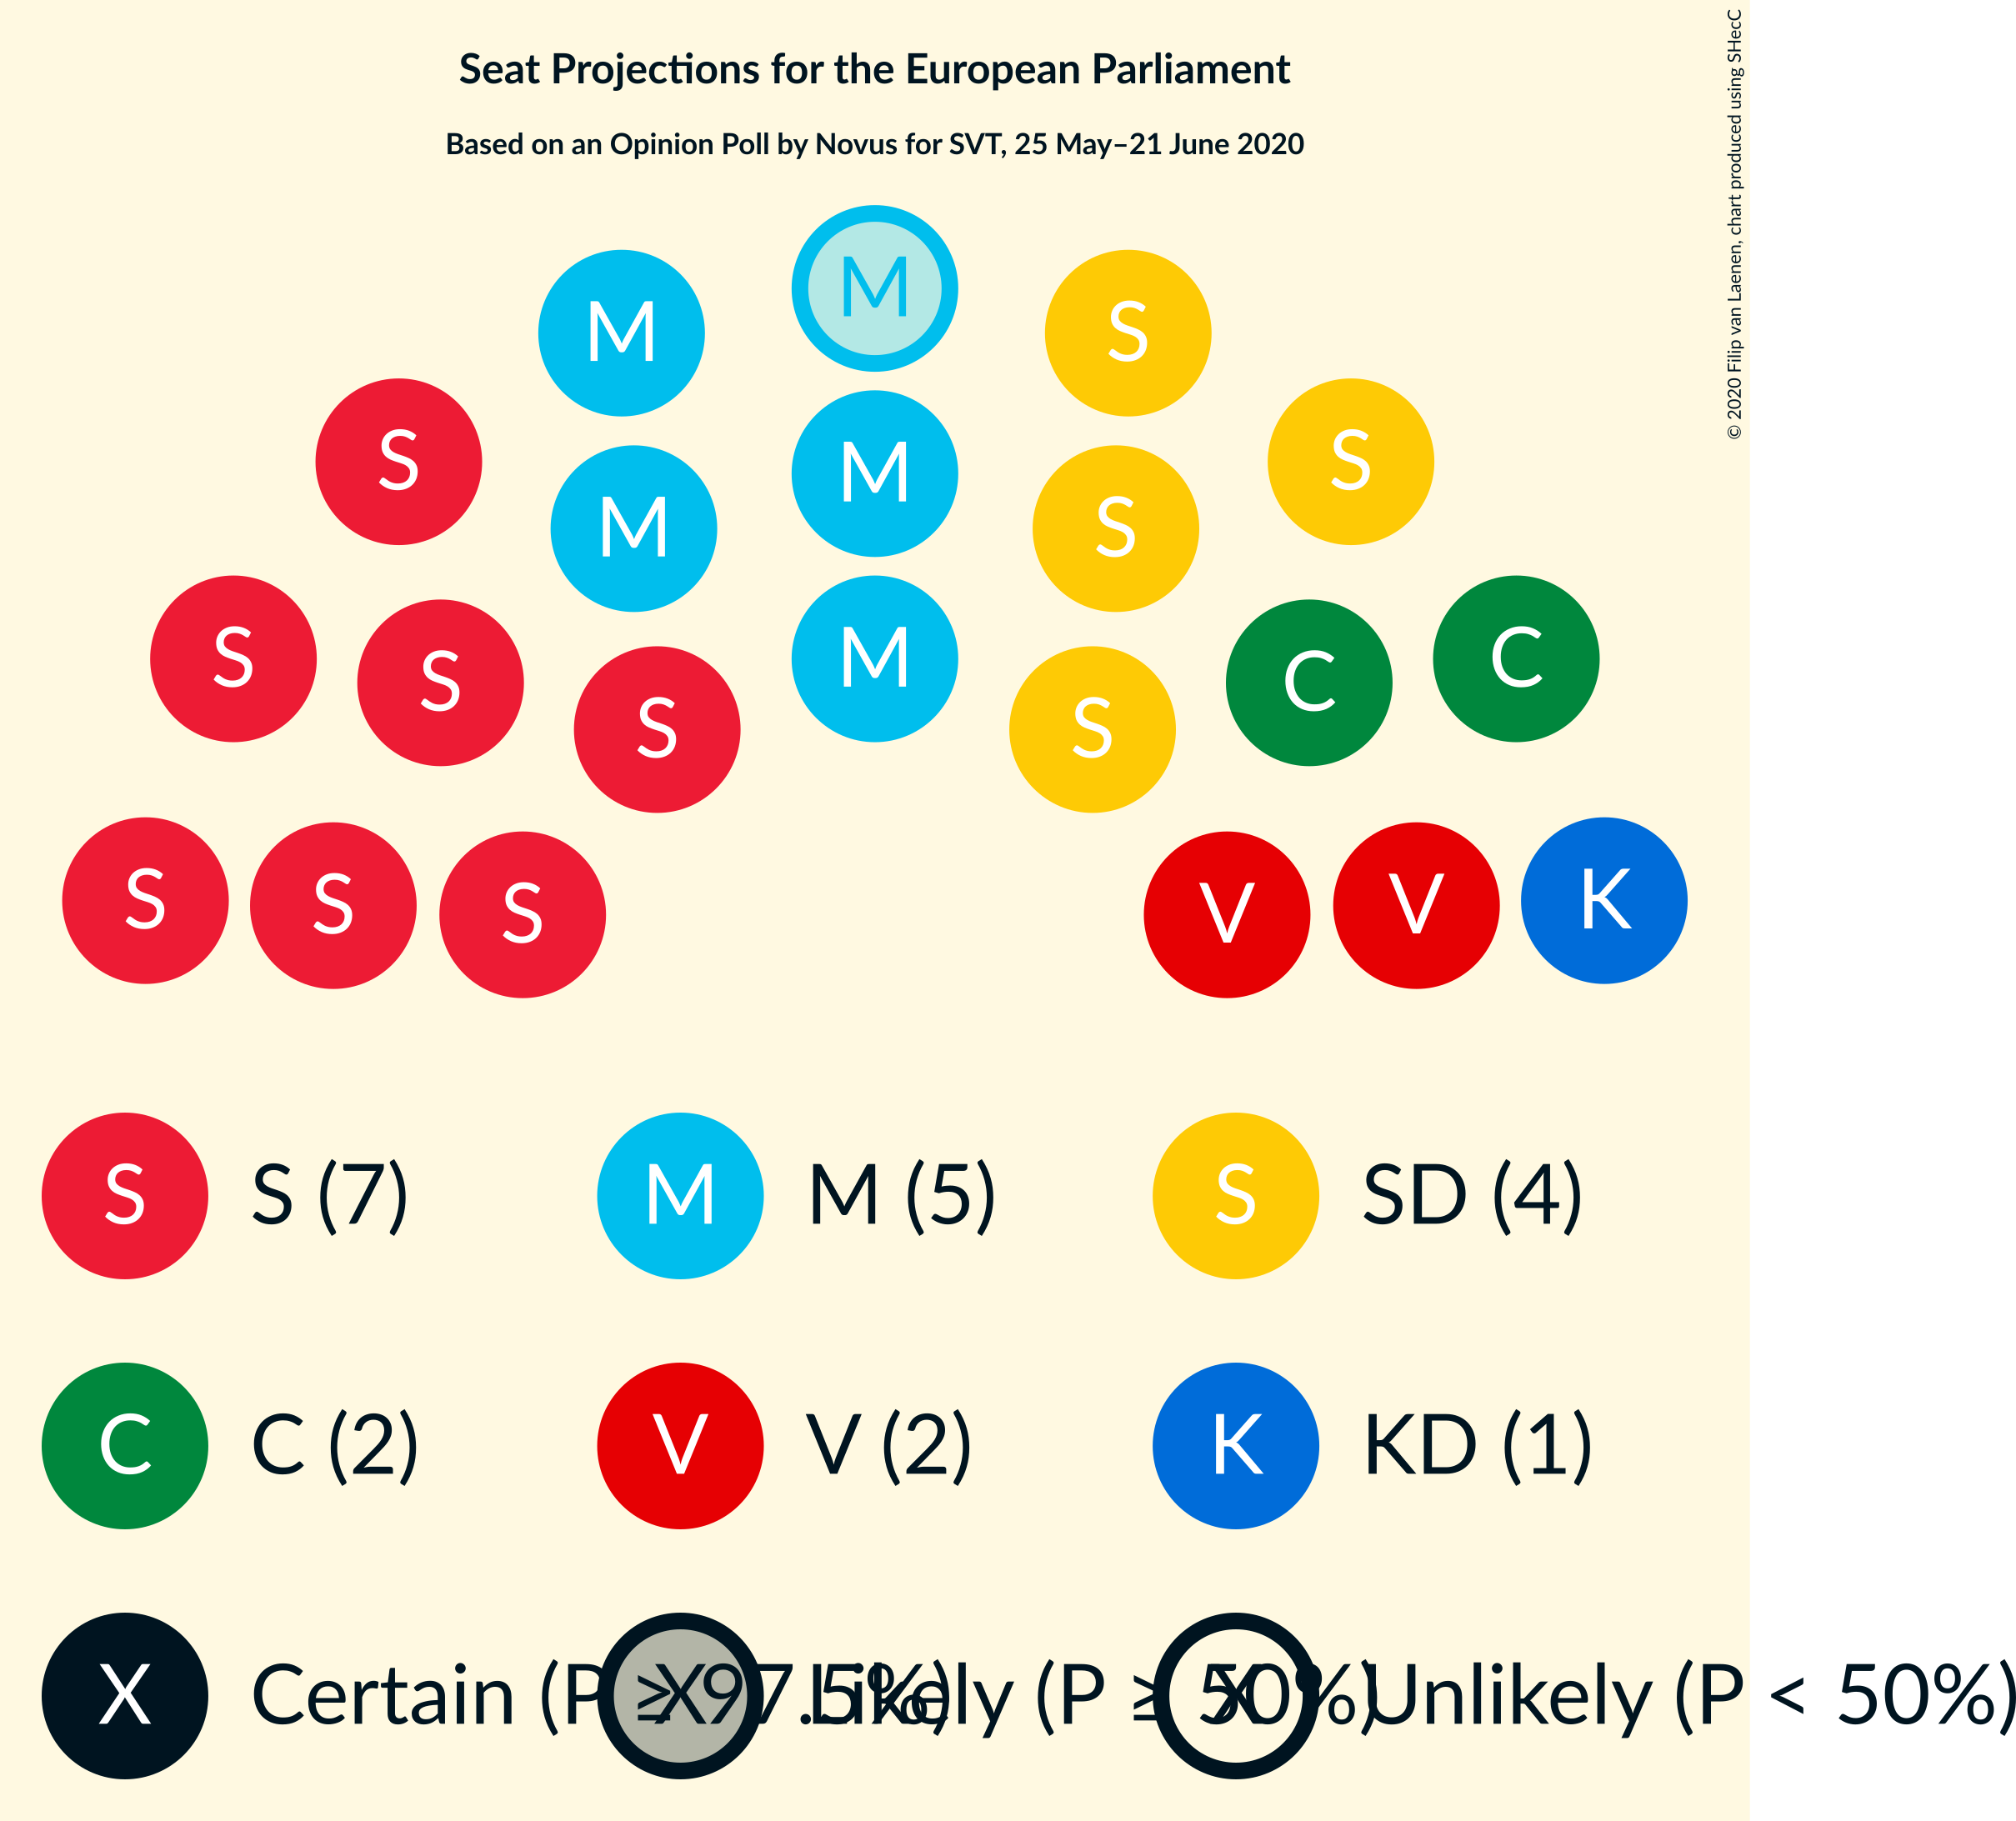 Seat Projections for the European Parliament
Based on an Opinion Poll by Novus for SVT, 25 May–21 June 2020
© 2020 Filip van Laenen, chart produced using SHecC
M
M
S
S
M
S
M
S
S
S
S
M
C
C
S
S
S
S
S
V
V
K
S S (7) M M (5) S SD (4)
C C (2) V V (2) K KD (1)
X Certain (P ≥ 97.5%) X Likely (P ≥ 50%) X Unlikely (P < 50%)